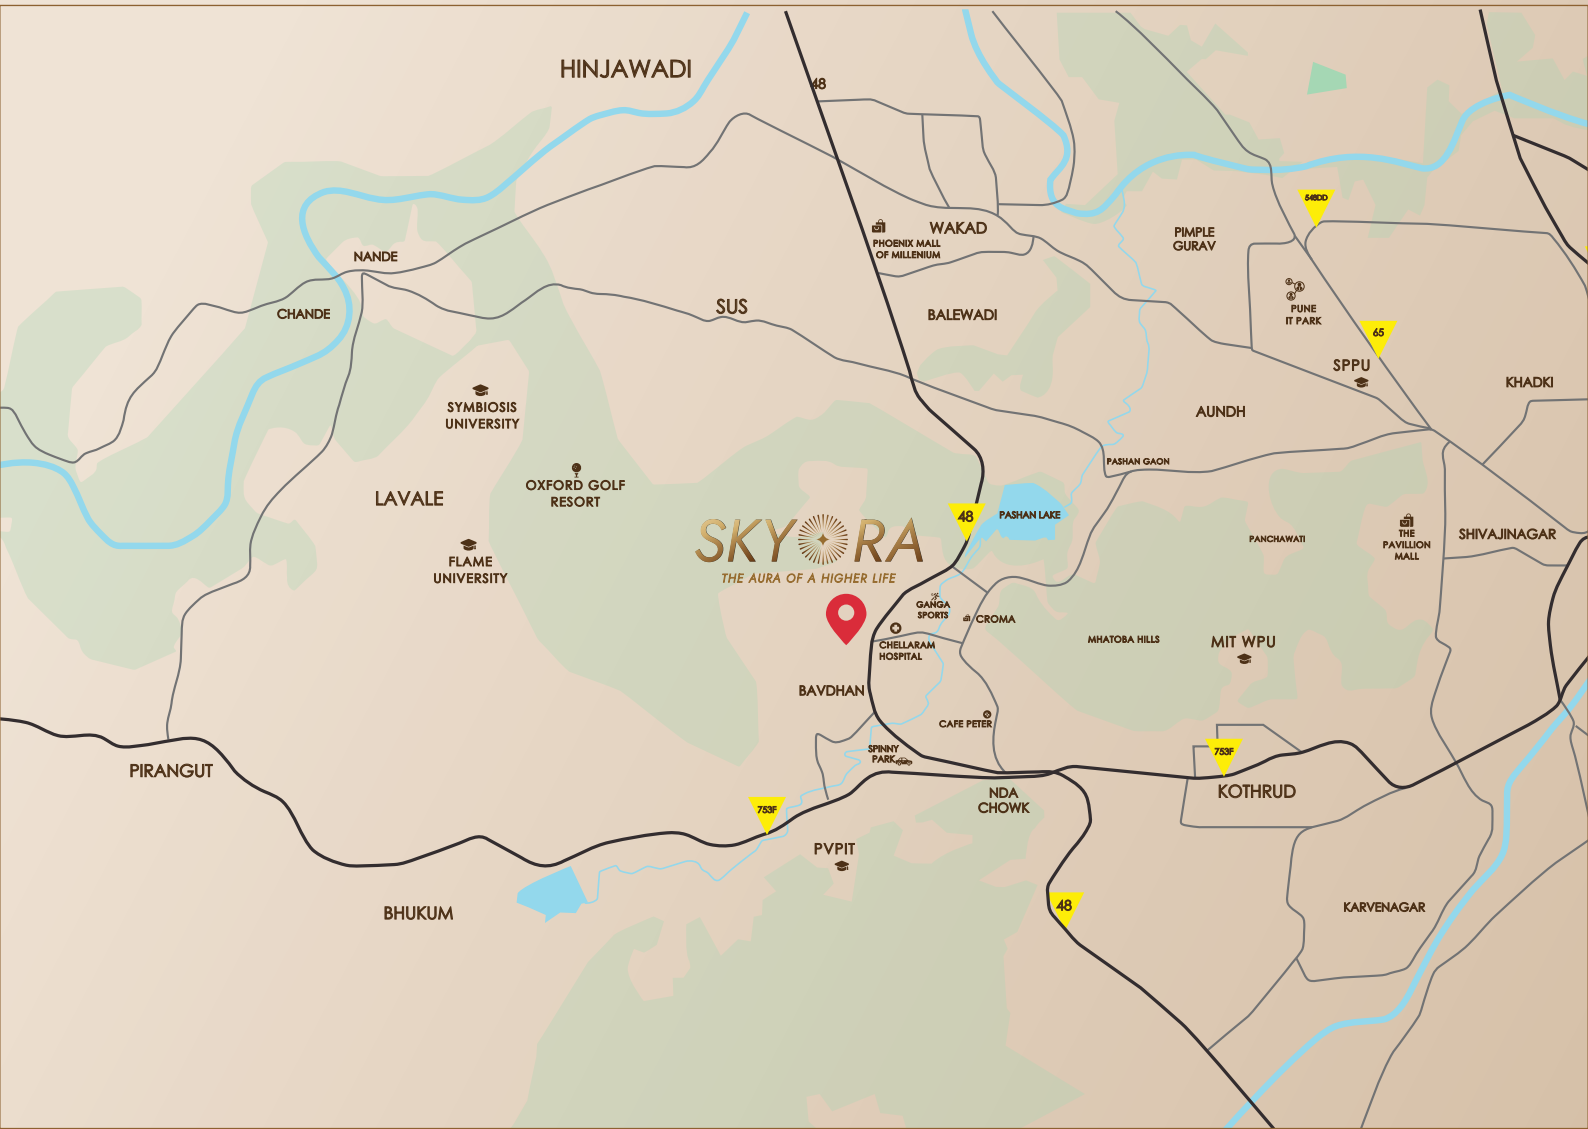 HINJAWADI
48
WAKAD
PHOENIX MALL
OF MILLENIUM
PIMPLE
GURAV
548DD
NANDE
CHANDE
SUS
BALEWADI
PUNE
IT PARK
65
SPPU
KHADKI
SYMBIOSIS
UNIVERSITY
AUNDH
PASHAN GAON
OXFORD GOLF
RESORT
LAVALE
48
PASHAN LAKE
SKY RA
THE AURA OF A HIGHER LIFE
PANCHAWATI
THE
PAVILLION
MALL
SHIVAJINAGAR
FLAME
UNIVERSITY
GANGA
SPORTS
CROMA
CHELLARAM
HOSPITAL
MHATOBA HILLS
MIT WPU
BAVDHAN
CAFE PETER
SPINNY
PARK
753F
PIRANGUT
NDA
CHOWK
KOTHRUD
753F
PVPIT
48
BHUKUM
KARVENAGAR